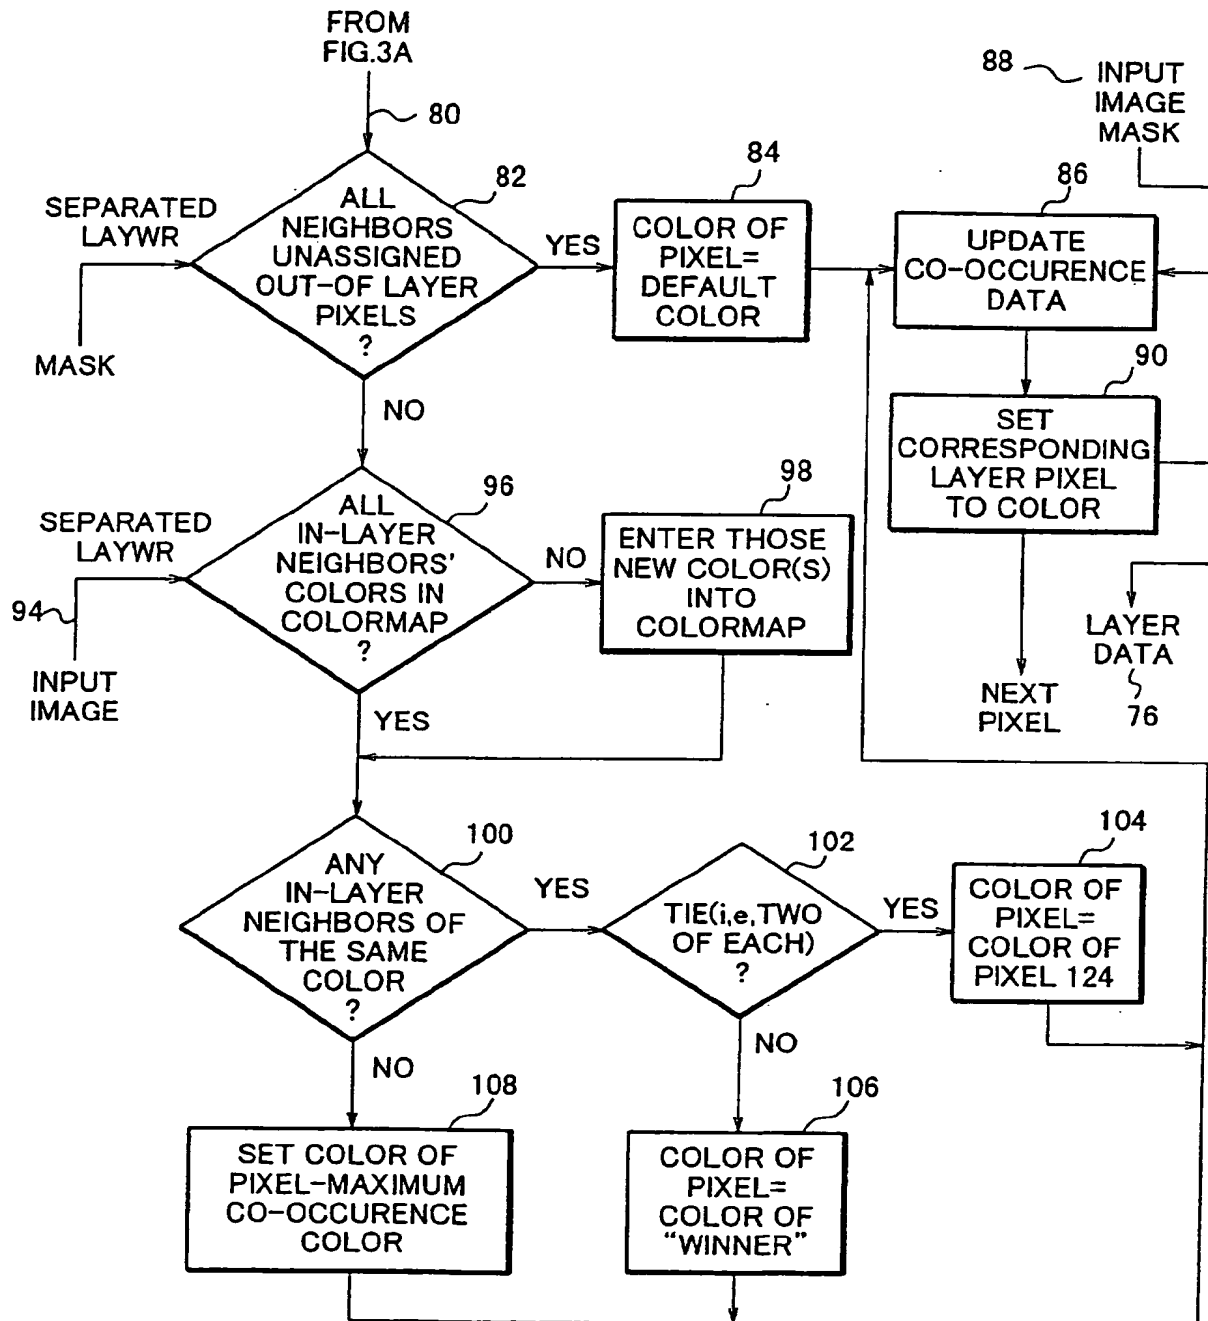 FROM
FIG.3A
80
88
INPUT
IMAGE
MASK
SEPARATED
LAYWR
MASK
82
ALL
NEIGHBORS
UNASSIGNED
OUT-OF LAYER
PIXELS
?
YES
NO
84
COLOR OF
PIXEL=
DEFAULT
COLOR
86
UPDATE
CO-OCCURENCE
DATA
90
SET
CORRESPONDING
LAYER PIXEL
TO COLOR
SEPARATED
LAYWR
94
INPUT
IMAGE
96
ALL
IN-LAYER
NEIGHBORS'
COLORS IN
COLORMAP
?
NO
YES
98
ENTER THOSE
NEW COLOR(S)
INTO
COLORMAP
NEXT
PIXEL
LAYER
DATA
76
100
ANY
IN-LAYER
NEIGHBORS OF
THE SAME
COLOR
?
YES
NO
102
TIE(i,e,TWO
OF EACH)
?
YES
NO
104
COLOR OF
PIXEL=
COLOR OF
PIXEL 124
108
SET COLOR OF
PIXEL-MAXIMUM
CO-OCCURENCE
COLOR
106
COLOR OF
PIXEL=
COLOR OF
"WINNER"